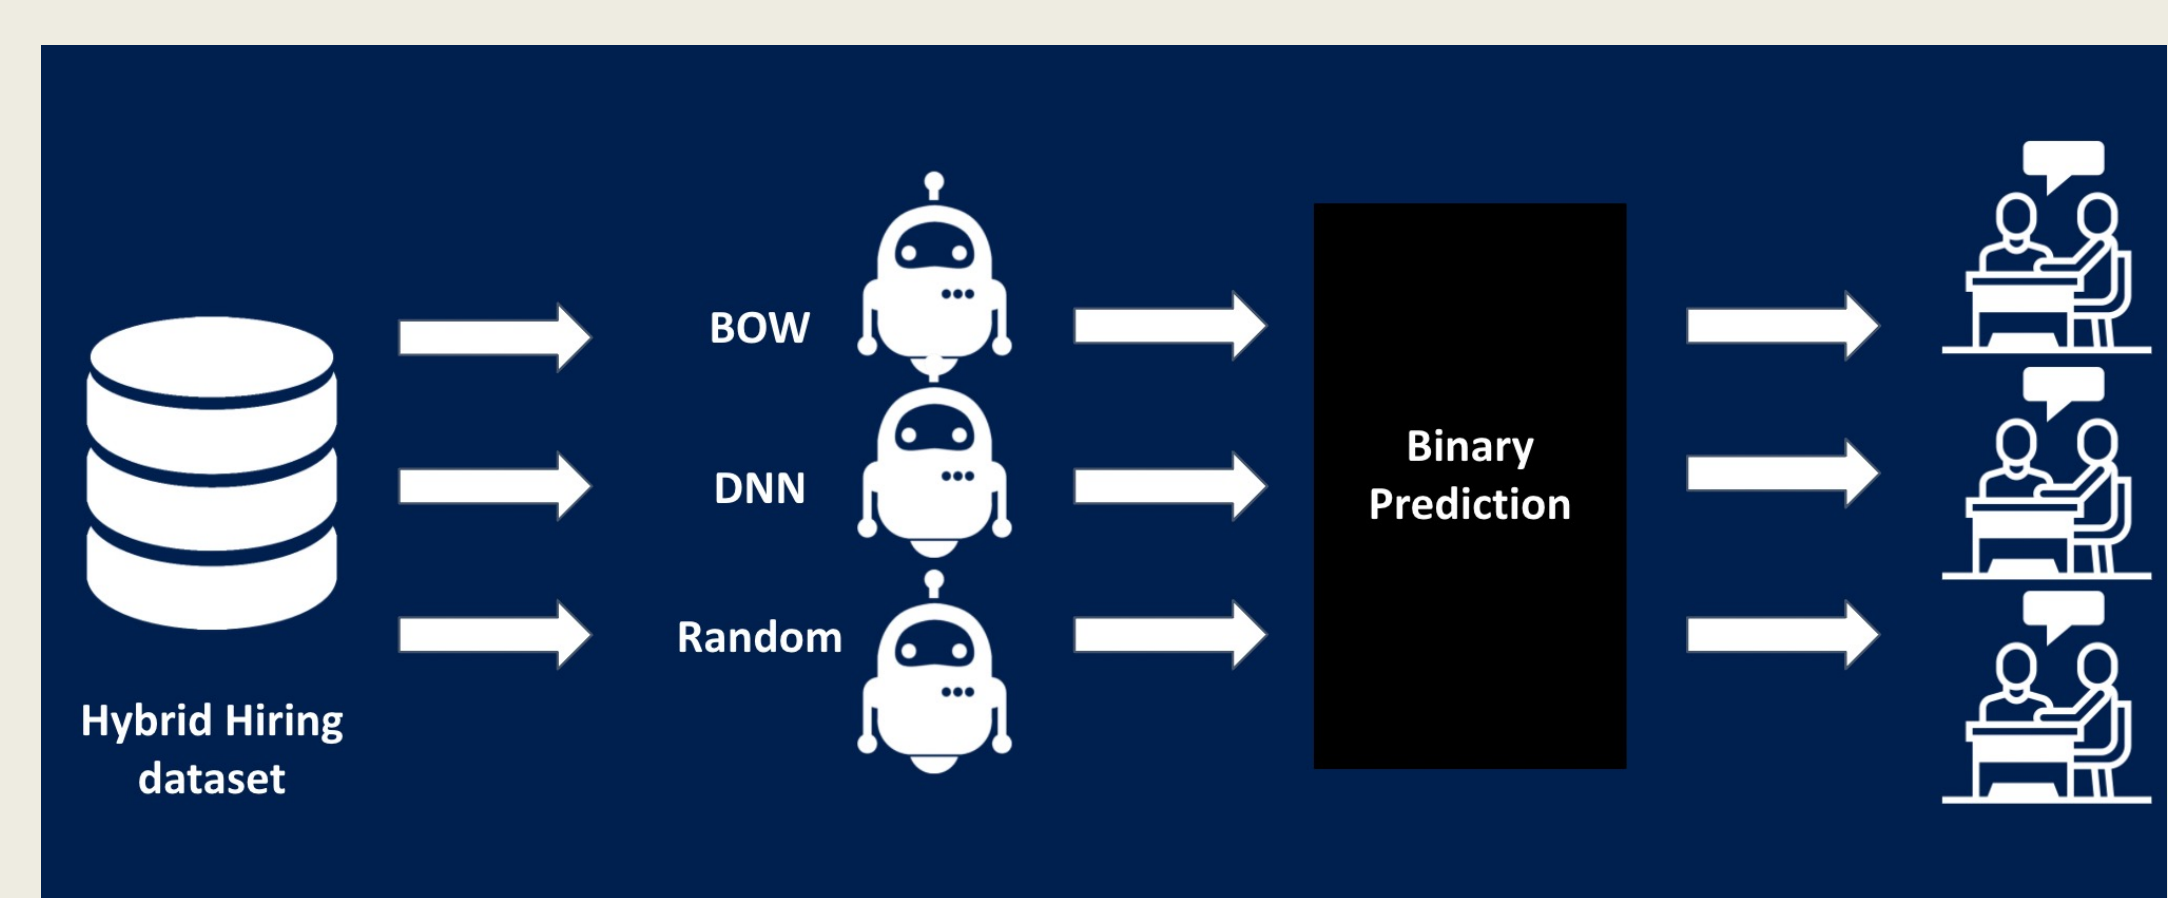 BOW
DNN
Random
Hybrid Hiring
dataset
Binary
Prediction